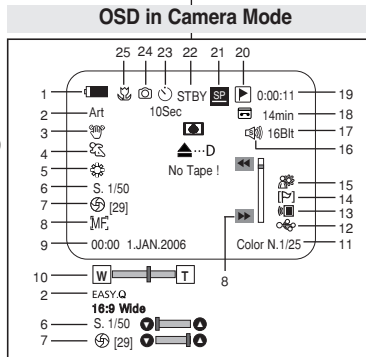 OSD in Camera Mode
25 24 23 22 21 20
1 STBY SP 0:00:11 19
2 Art 10Sec 14min 18
3 16Blt 17
16
4 ...D
5 No Tape !
6 S. 1/50 15
7 [29] 14
8 MF 13
12
9 00:00 1.JAN.2006 Color N.1/25 11
8
10 W T
2 EASY.Q
16:9 Wide
6 S. 1/50
7 [29]